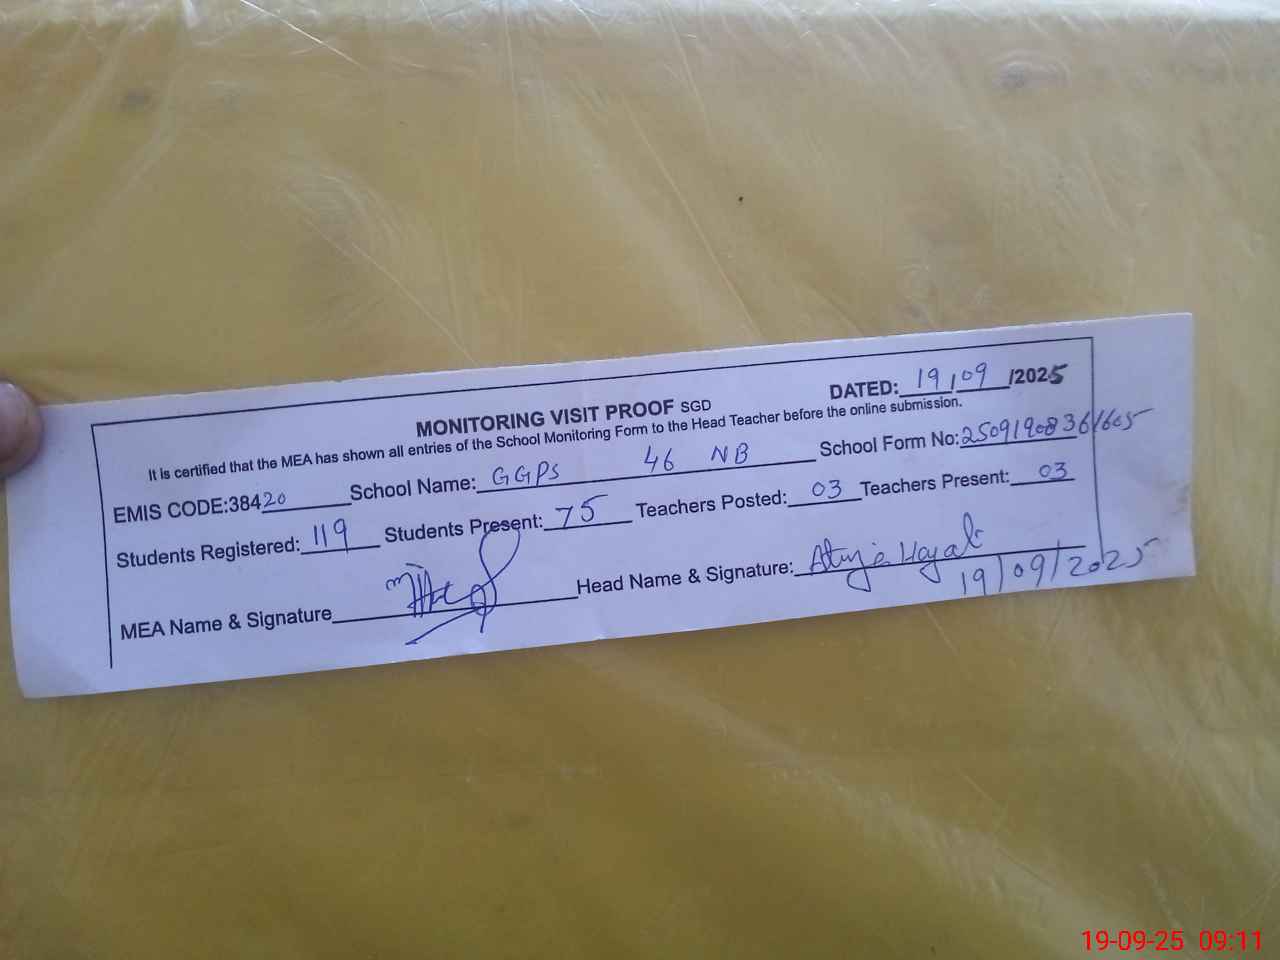 MONITORING VISIT PROOF SGD
DATED: 19/09/2025
It is certified that the MEA has shown all entries of the School Monitoring Form to the Head Teacher before the online submission.
EMIS CODE:38420 School Name: GGPS 46 NB School Form No: 25091908361605
Students Registered: 119 Students Present: 75 Teachers Posted: 03 Teachers Present: 03
MEA Name & Signature Head Name & Signature: Hayat
19/09/2025
19-09-25 09:11